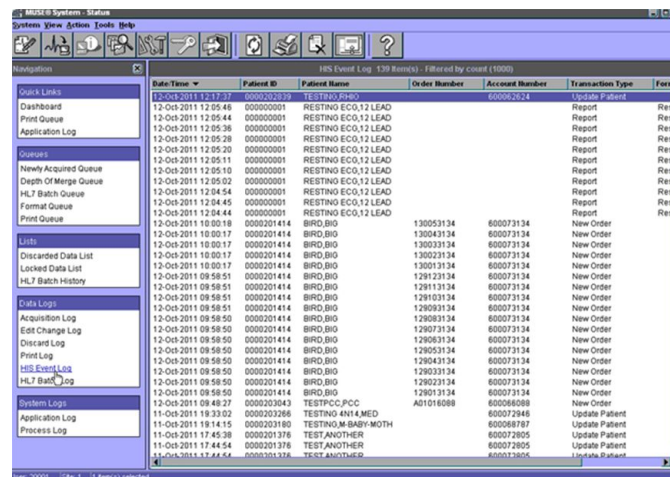 MUSE® System - Status
System View Action Tools Help
Navigation
HIS Event Log 139 Item(s) - Filtered by count (1000)
Quick Links
Dashboard
Print Queue
Application Log
Queues
Newly Acquired Queue
Depth Of Merge Queue
HL7 Batch Queue
Format Queue
Print Queue
Lists
Discarded Data List
Locked Data List
HL7 Batch History
Data Logs
Acquisition Log
Edit Change Log
Discard Log
Print Log
HIS Event Log
HL7 Batch Log
System Logs
Application Log
Process Log
Date/Time Patient ID Patient Name Order Number Account Number Transaction Type
12-Oct-2011 12:17:37 0000202839 TESTING,RHIO 600062624 Update Patient
12-Oct-2011 12:05:46 000000001 RESTING ECG,12 LEAD Report Re
12-Oct-2011 12:05:44 000000001 RESTING ECG,12 LEAD Report Re
12-Oct-2011 12:05:36 000000001 RESTING ECG,12 LEAD Report Re
12-Oct-2011 12:05:28 000000001 RESTING ECG,12 LEAD Report Re
12-Oct-2011 12:05:20 000000001 RESTING ECG,12 LEAD Report Re
12-Oct-2011 12:05:11 000000001 RESTING ECG,12 LEAD Report Re
12-Oct-2011 12:05:10 000000001 RESTING ECG,12 LEAD Report Re
12-Oct-2011 12:05:02 000000001 RESTING ECG,12 LEAD Report Re
12-Oct-2011 12:04:54 000000001 RESTING ECG,12 LEAD Report Re
12-Oct-2011 12:04:45 000000001 RESTING ECG,12 LEAD Report Re
12-Oct-2011 12:04:44 000000001 RESTING ECG,12 LEAD Report Re
12-Oct-2011 10:00:18 0000201414 BIRD,BIG 130053134 600073134 New Order
12-Oct-2011 10:00:17 0000201414 BIRD,BIG 130043134 600073134 New Order
12-Oct-2011 10:00:17 0000201414 BIRD,BIG 130033134 600073134 New Order
12-Oct-2011 10:00:17 0000201414 BIRD,BIG 130023134 600073134 New Order
12-Oct-2011 10:00:17 0000201414 BIRD,BIG 130013134 600073134 New Order
12-Oct-2011 09:58:51 0000201414 BIRD,BIG 129123134 600073134 New Order
12-Oct-2011 09:58:51 0000201414 BIRD,BIG 129113134 600073134 New Order
12-Oct-2011 09:58:51 0000201414 BIRD,BIG 129103134 600073134 New Order
12-Oct-2011 09:58:51 0000201414 BIRD,BIG 129093134 600073134 New Order
12-Oct-2011 09:58:50 0000201414 BIRD,BIG 129083134 600073134 New Order
12-Oct-2011 09:58:50 0000201414 BIRD,BIG 129073134 600073134 New Order
12-Oct-2011 09:58:50 0000201414 BIRD,BIG 129063134 600073134 New Order
12-Oct-2011 09:58:50 0000201414 BIRD,BIG 129053134 600073134 New Order
12-Oct-2011 09:58:50 0000201414 BIRD,BIG 129043134 600073134 New Order
12-Oct-2011 09:58:50 0000201414 BIRD,BIG 129033134 600073134 New Order
12-Oct-2011 09:58:50 0000201414 BIRD,BIG 129023134 600073134 New Order
12-Oct-2011 09:58:50 0000201414 BIRD,BIG 129013134 600073134 New Order
12-Oct-2011 09:48:27 0000203043 TESTPCC,PCC A01016088 600066088 New Order
11-Oct-2011 19:33:02 0000203266 TESTING 4N14,MED 600072946 Update Patient
11-Oct-2011 19:14:15 0000203180 TESTING,M-BABY-MOTH 600068787 Update Patient
11-Oct-2011 17:45:38 0000201376 TEST,ANOTHER 600072805 Update Patient
11-Oct-2011 17:44:54 0000201376 TEST,ANOTHER 600072805 Update Patient
11-Oct-2011 17:44:54 0000201376 TEST,ANOTHER 600072805 Update Patient